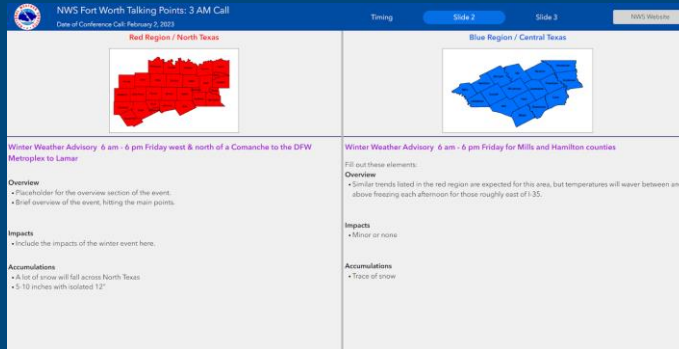 NWS Fort Worth Talking Points: 3 AM Call
Date of Conference Call: February 2, 2023
Timing
Slide 2
Slide 3
NWS Website
Red Region / North Texas
Winter Weather Advisory 6 am - 6 pm Friday west & north of a Comanche to the DFW
Metroplex to Lamar
Overview
• Placeholder for the overview section of the event.
• Brief overview of the event, hitting the main points.
Impacts
• Include the impacts of the winter event here.
Accumulations
• A lot of snow will fall across North Texas
• 5-10 inches with isolated 12"
Blue Region / Central Texas
Winter Weather Advisory 6 am - 6 pm Friday for Mills and Hamilton counties
Fill out these elements:
Overview
• Similar trends listed in the red region are expected for this area, but temperatures will waver between
above freezing each afternoon for those roughly east of I-35.
Impacts
• Minor or none
Accumulations
• Trace of snow